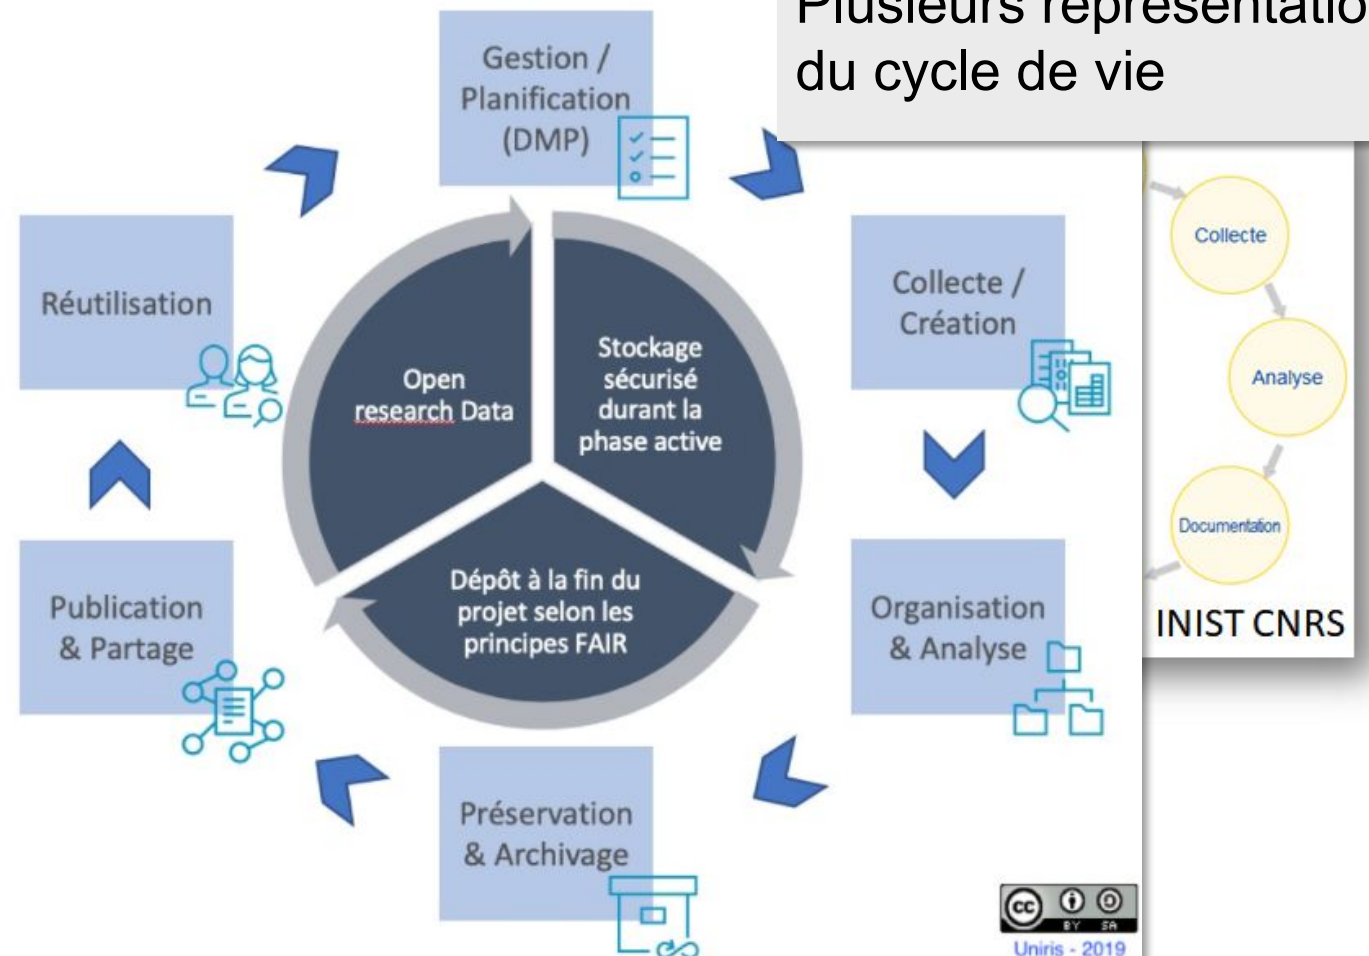 Plusieurs représentatio
du cycle de vie
Gestion /
Planification
(DMP)
Collecte /
Création
Organisation
& Analyse
Préservation
& Archivage
Publication
& Partage
Réutilisation
Stockage
sécurisé
durant la
phase active
Dépôt à la fin du
projet selon les
principes FAIR
Open
research Data
Collecte
Analyse
Documentation
INIST CNRS
cc
BY SA
Uniris - 2019